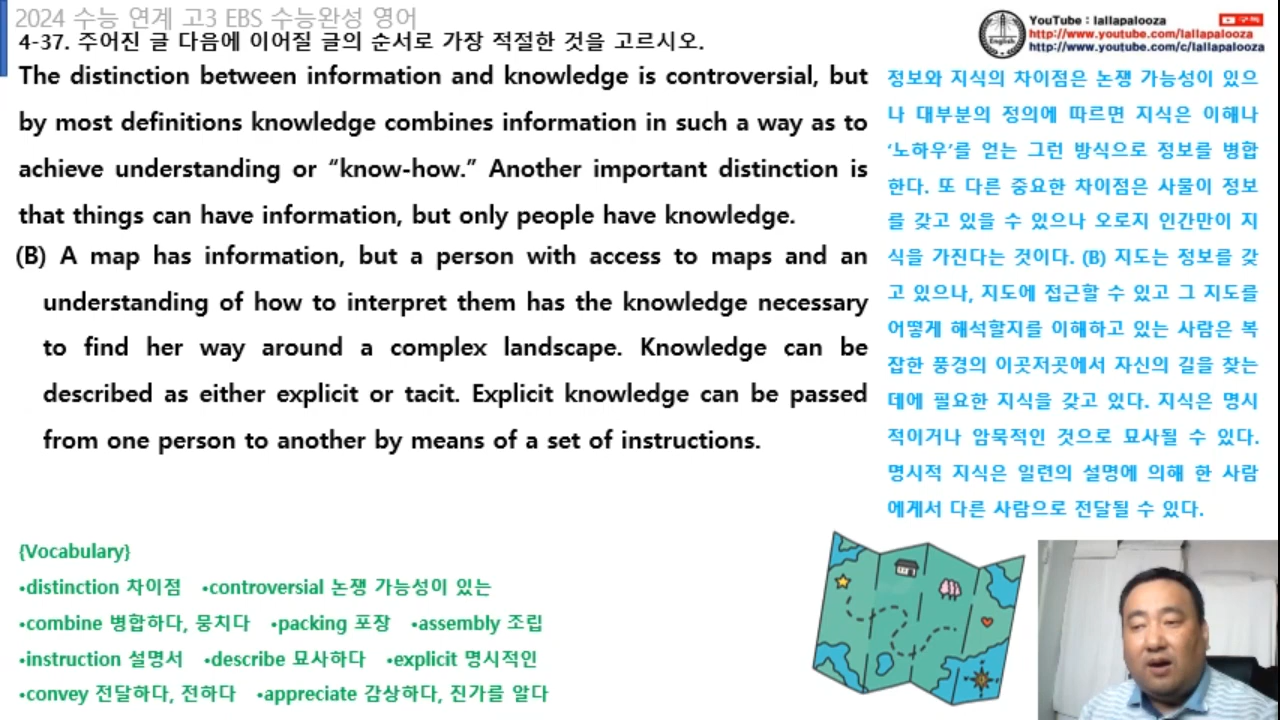 2024 수능 연계 고3 EBS 수능완성 영어
4-37. 주어진 글 다음에 이어질 글의 순서로 가장 적절한 것을 고르시오.
YouTube : lallapalooza
구독
http://www.youtube.com/lallapalooza
http://www.youtube.com/c/lallapalooza
English
The distinction between information and knowledge is controversial, but
by most definitions knowledge combines information in such a way as to
achieve understanding or “know-how.” Another important distinction is
that things can have information, but only people have knowledge.
(B) A map has information, but a person with access to maps and an
understanding of how to interpret them has the knowledge necessary
to find her way around a complex landscape. Knowledge can be
described as either explicit or tacit. Explicit knowledge can be passed
from one person to another by means of a set of instructions.
정보와 지식의 차이점은 논쟁 가능성이 있으
나 대부분의 정의에 따르면 지식은 이해나
‘노하우’를 얻는 그런 방식으로 정보를 병합
한다. 또 다른 중요한 차이점은 사물이 정보
를 갖고 있을 수 있으나 오로지 인간만이 지
식을 가진다는 것이다. (B) 지도는 정보를 갖
고 있으나, 지도에 접근할 수 있고 그 지도를
어떻게 해석할지를 이해하고 있는 사람은 복
잡한 풍경의 이곳저곳에서 자신의 길을 찾는
데에 필요한 지식을 갖고 있다. 지식은 명시
적이거나 암묵적인 것으로 묘사될 수 있다.
명시적 지식은 일련의 설명에 의해 한 사람
에게서 다른 사람으로 전달될 수 있다.
{Vocabulary}
•distinction 차이점 •controversial 논쟁 가능성이 있는
•combine 병합하다, 뭉치다 •packing 포장 •assembly 조립
•instruction 설명서 •describe 묘사하다 •explicit 명시적인
•convey 전달하다, 전하다 •appreciate 감상하다, 진가를 알다